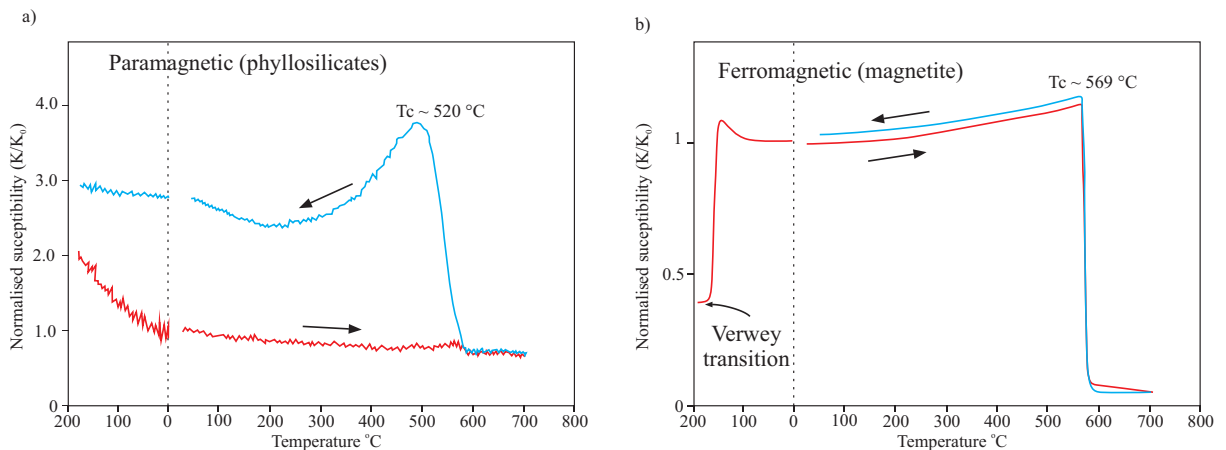 a)
Paramagnetic (phyllosilicates)
Tc ~ 520 °C
4.0
3.0
2.0
1.0
0
Normalised suceptibility (K/K₀)
200 100 0 100 200 300 400 500 600 700 800
Temperature °C
b)
Ferromagnetic (magnetite)
Tc ~ 569 °C
1
0.5
0
Normalised suceptibility (K/K₀)
Verwey
transition
200 100 0 100 200 300 400 500 600 700 800
Temperature °C